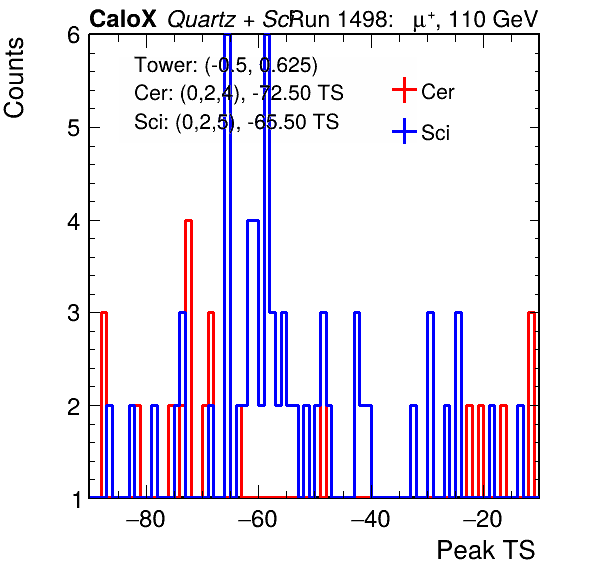 CaloX Quartz + Sci Run 1498: μ⁺, 110 GeV
Counts
6
Tower: (-0.5, 0.625)
Cer: (0,2,4), -72.50 TS
Cer
Sci: (0,2,5), -65.50 TS
Sci
5
4
3
2
1
−80 −60 −40 −20
Peak TS